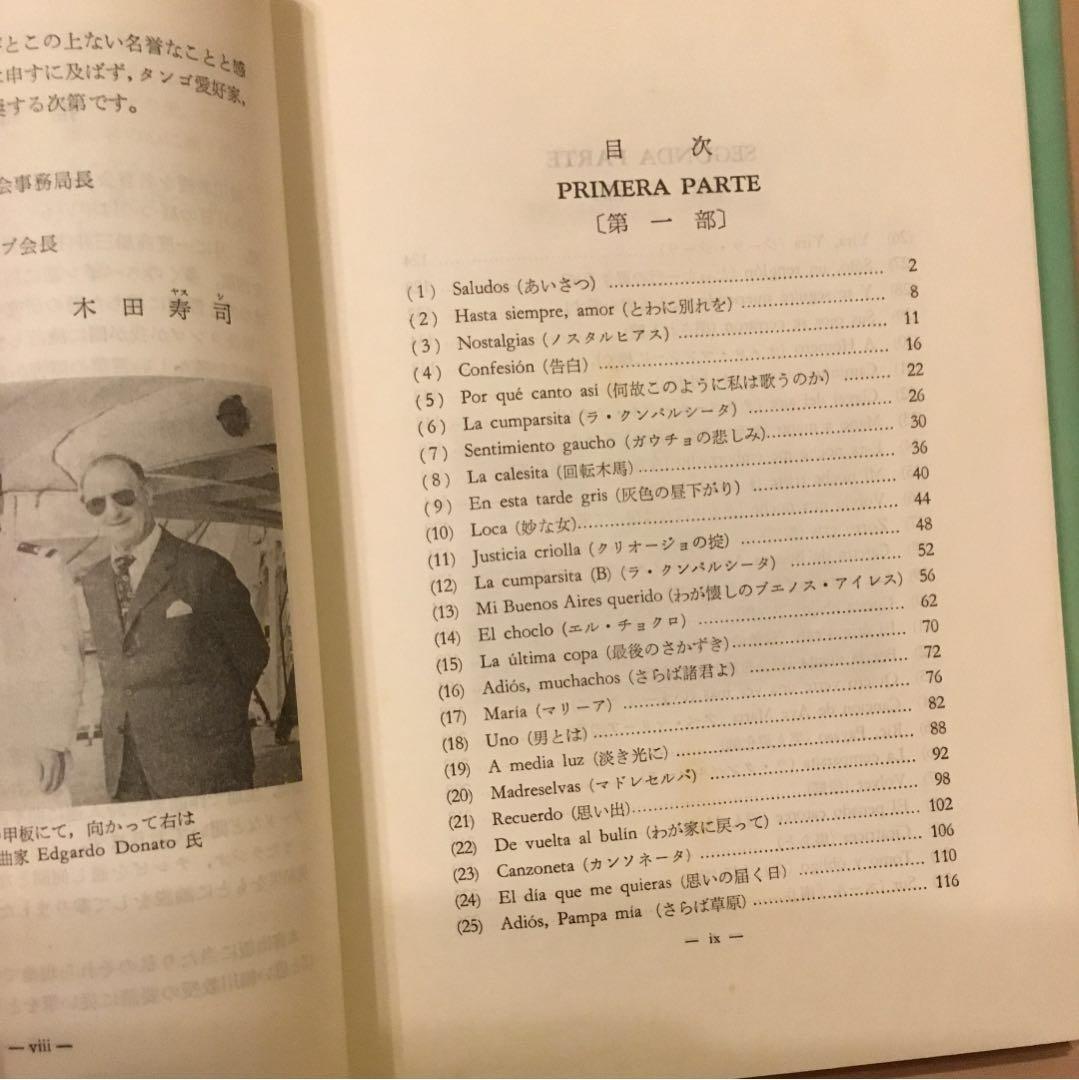 とこの上ない名誉なことと感
申すに及ばず，タンゴ愛好家，
する次第です。
会事務局長
ブ会長
木田寿司
ヤス シ
甲板にて，向かって右は
曲家 Edgardo Donato 氏
— viii —
目 次
PRIMERA PARTE
〔第 一 部〕
(1) Saludos (あいさつ) 2
(2) Hasta siempre, amor (とわに別れを) 8
(3) Nostalgias (ノスタルヒアス) 11
(4) Confesión (告白) 16
(5) Por qué canto así (何故このように私は歌うのか) 22
(6) La cumparsita (ラ・クンパルシータ) 26
(7) Sentimiento gaucho (ガウチョの悲しみ) 30
(8) La calesita (回転木馬) 36
(9) En esta tarde gris (灰色の昼下がり) 40
(10) Loca (妙な女) 44
(11) Justicia criolla (クリオージョの掟) 48
(12) La cumparsita (B) (ラ・クンパルシータ) 52
(13) Mi Buenos Aires querido (わが懐しのブエノス・アイレス) 56
(14) El choclo (エル・チョクロ) 62
(15) La última copa (最後のさかずき) 70
(16) Adiós, muchachos (さらば諸君よ) 72
(17) María (マリーア) 76
(18) Uno (男とは) 82
(19) A media luz (淡き光に) 88
(20) Madreselvas (マドレセルバ) 92
(21) Recuerdo (思い出) 98
(22) De vuelta al bulín (わが家に戻って) 102
(23) Canzoneta (カンソネータ) 106
(24) El día que me quieras (思いの届く日) 110
(25) Adiós, Pampa mía (さらば草原) 116
— ix —